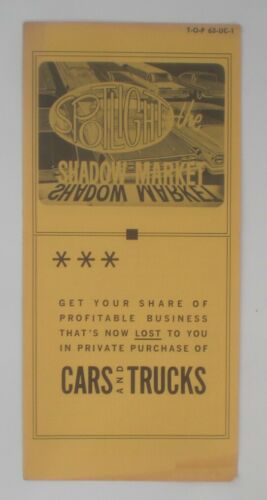 T-O-P 63-UC-1
SPOTLIGHT the
SHADOW MARKET
SHADOW MARKET
***
GET YOUR SHARE OF
PROFITABLE BUSINESS
THAT'S NOW LOST TO YOU
IN PRIVATE PURCHASE OF
CARS AND TRUCKS